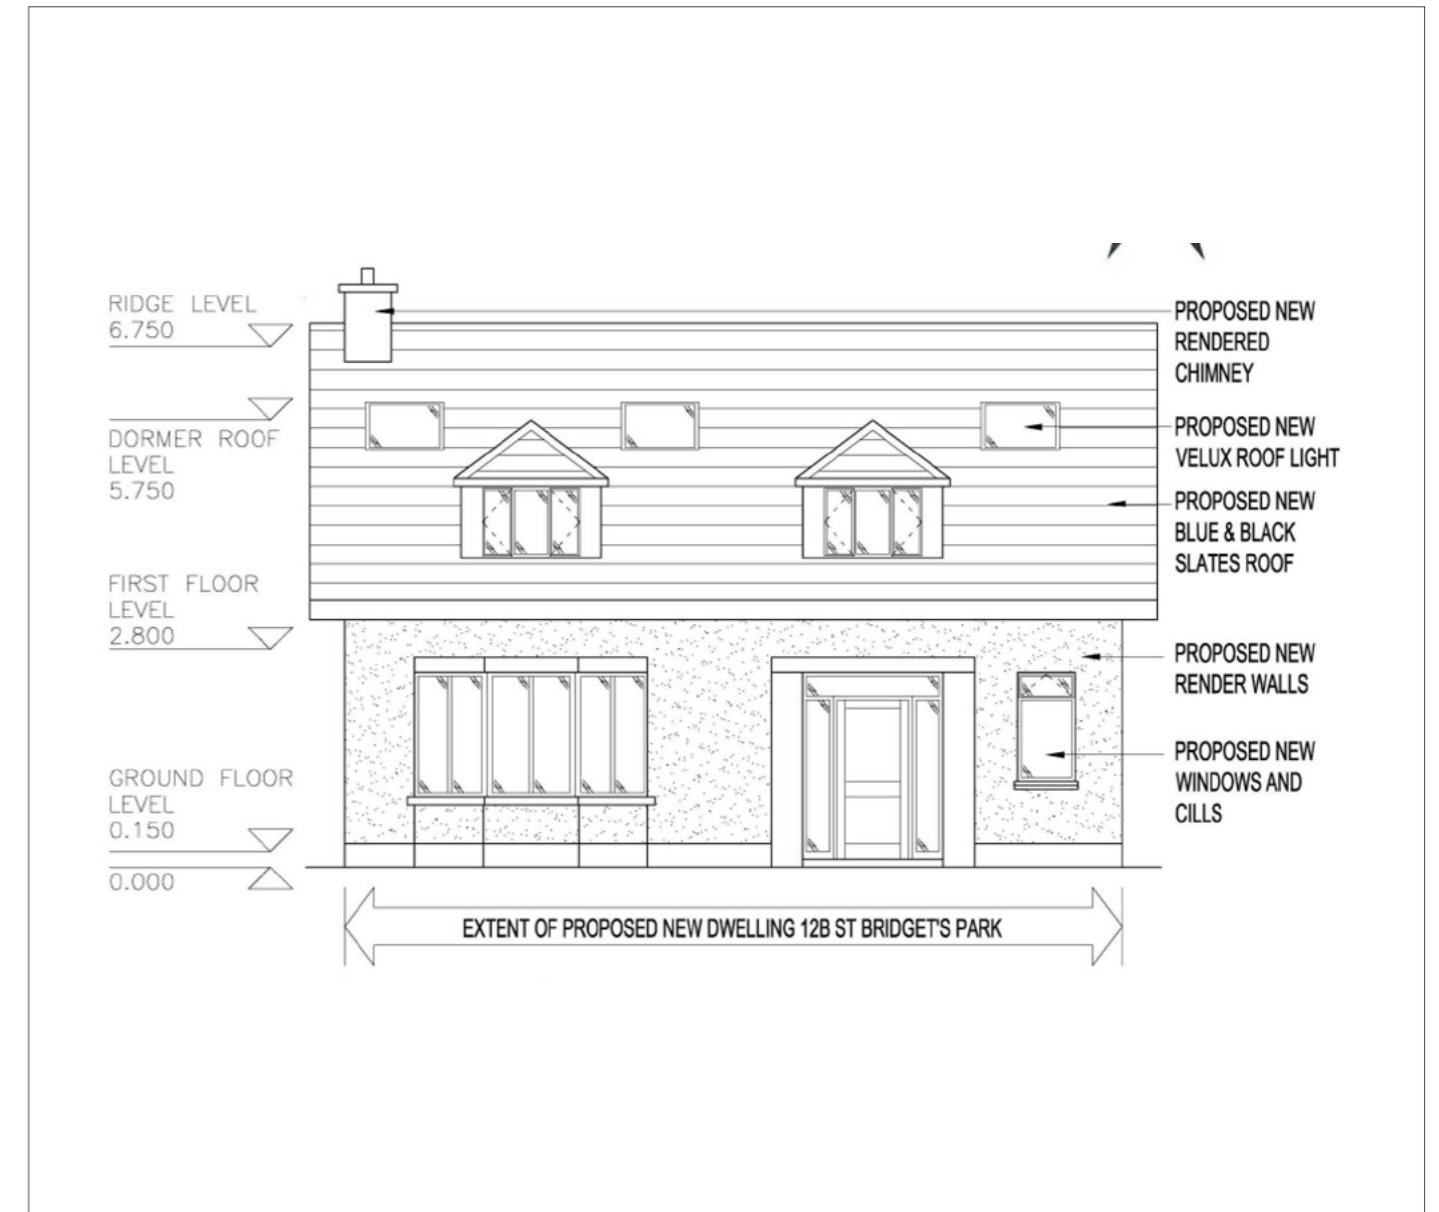 RIDGE LEVEL
6.750
DORMER ROOF
LEVEL
5.750
FIRST FLOOR
LEVEL
2.800
GROUND FLOOR
LEVEL
0.150
0.000
PROPOSED NEW
RENDERED
CHIMNEY
PROPOSED NEW
VELUX ROOF LIGHT
PROPOSED NEW
BLUE & BLACK
SLATES ROOF
PROPOSED NEW
RENDER WALLS
PROPOSED NEW
WINDOWS AND
CILLS
EXTENT OF PROPOSED NEW DWELLING 12B ST BRIDGET'S PARK